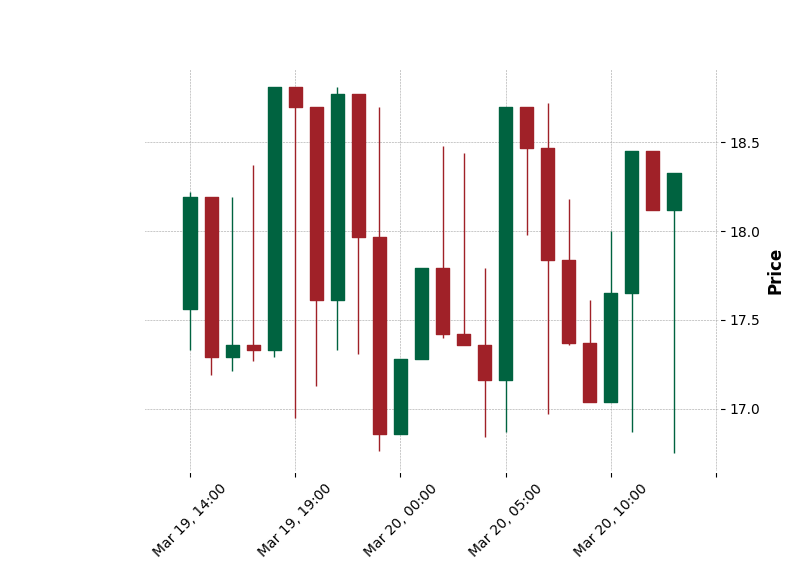 18.5
18.0
17.5
17.0
Price
Mar 19, 14:00
Mar 19, 19:00
Mar 20, 00:00
Mar 20, 05:00
Mar 20, 10:00